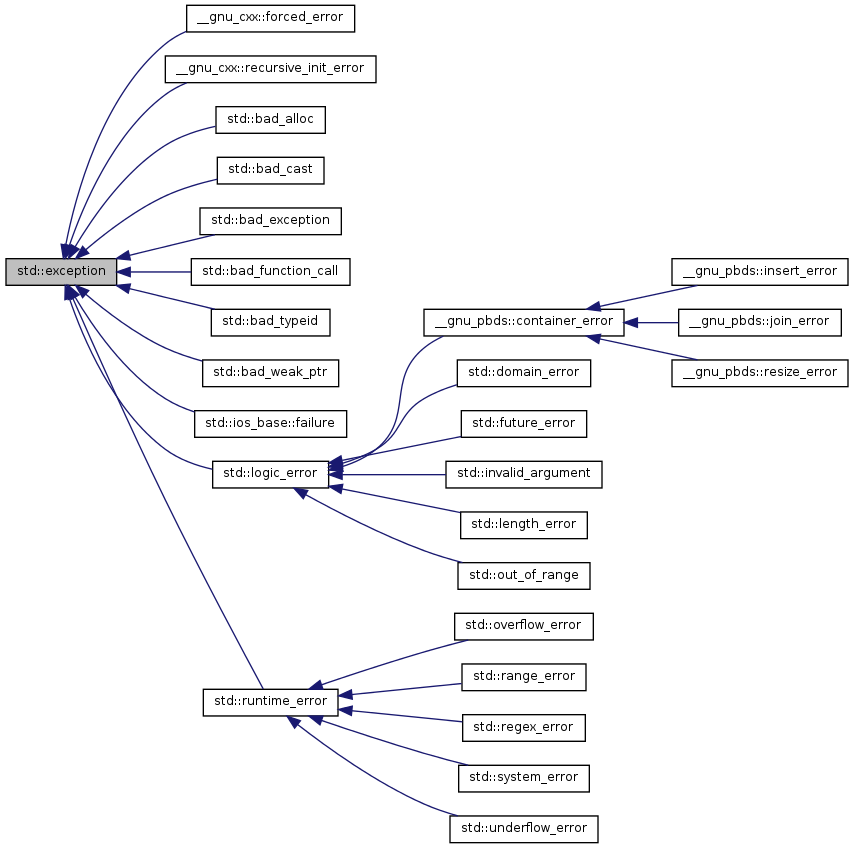 __gnu_cxx::forced_error
__gnu_cxx::recursive_init_error
std::bad_alloc
std::bad_cast
std::bad_exception
std::exception
std::bad_function_call
__gnu_pbds::insert_error
std::bad_typeid
__gnu_pbds::container_error
__gnu_pbds::join_error
std::bad_weak_ptr
std::domain_error
__gnu_pbds::resize_error
std::ios_base::failure
std::future_error
std::logic_error
std::invalid_argument
std::length_error
std::out_of_range
std::overflow_error
std::range_error
std::runtime_error
std::regex_error
std::system_error
std::underflow_error